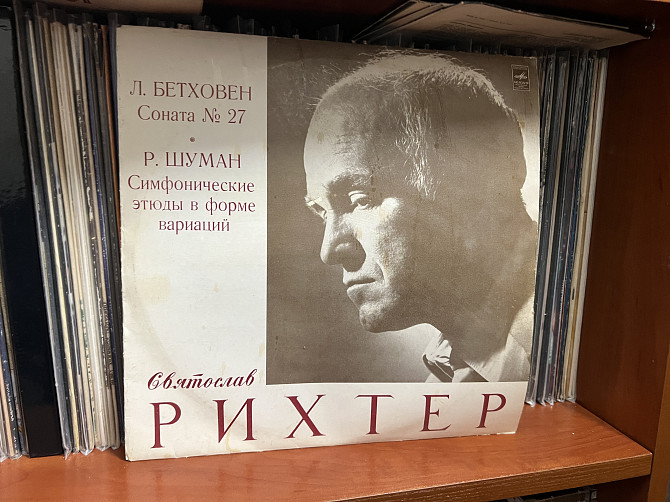 Л. БЕТХОВЕН
Соната № 27
•
Р. ШУМАН
Симфонические
этюды в форме
вариаций
Святослав
РИХТЕР